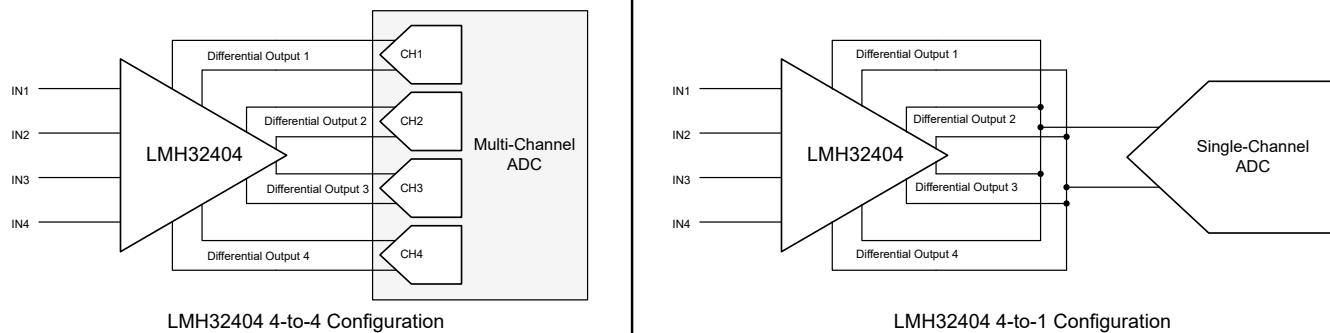 Differential Output 1
CH1
IN1
Differential Output 2
CH2
IN2
LMH32404
Multi-Channel
ADC
IN3
CH3
Differential Output 3
IN4
Differential Output 4
CH4
LMH32404 4-to-4 Configuration
Differential Output 1
IN1
Differential Output 2
IN2
LMH32404
Single-Channel
ADC
IN3
Differential Output 3
IN4
Differential Output 4
LMH32404 4-to-1 Configuration